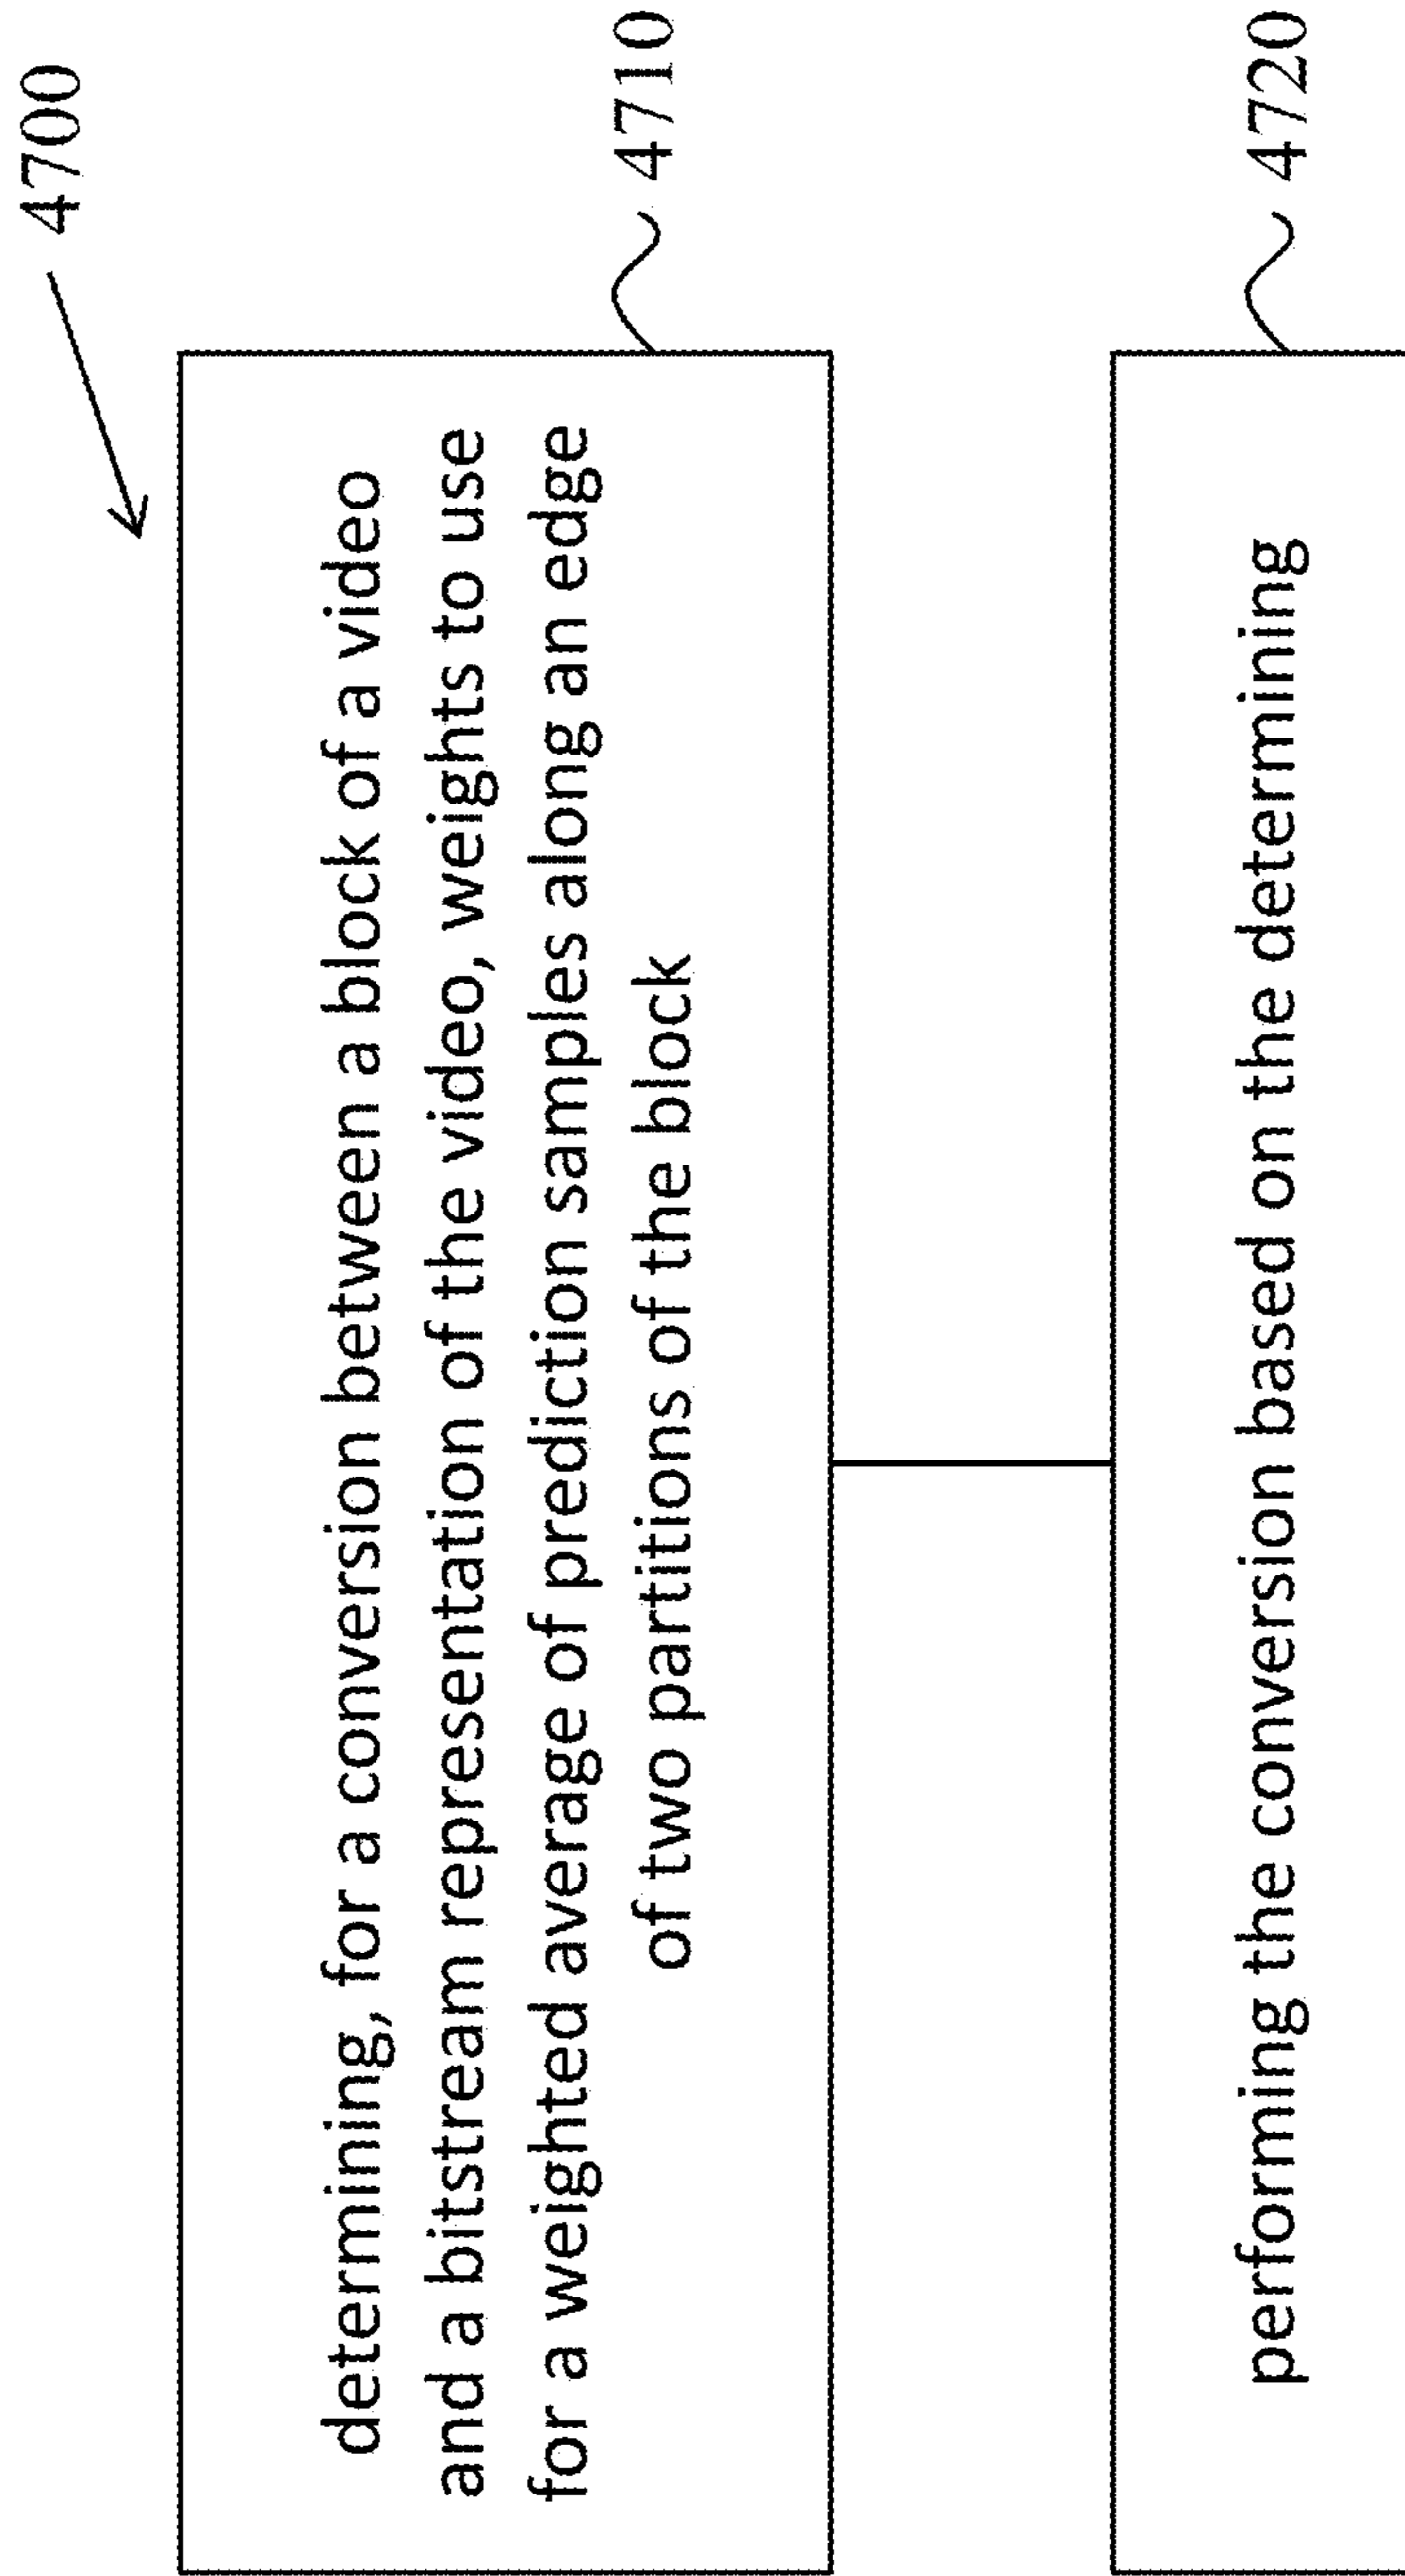 4700
determining, for a conversion between a block of a video
and a bitstream representation of the video, weights to use
for a weighted average of prediction samples along an edge
of two partitions of the block
4710
performing the conversion based on the determining
4720